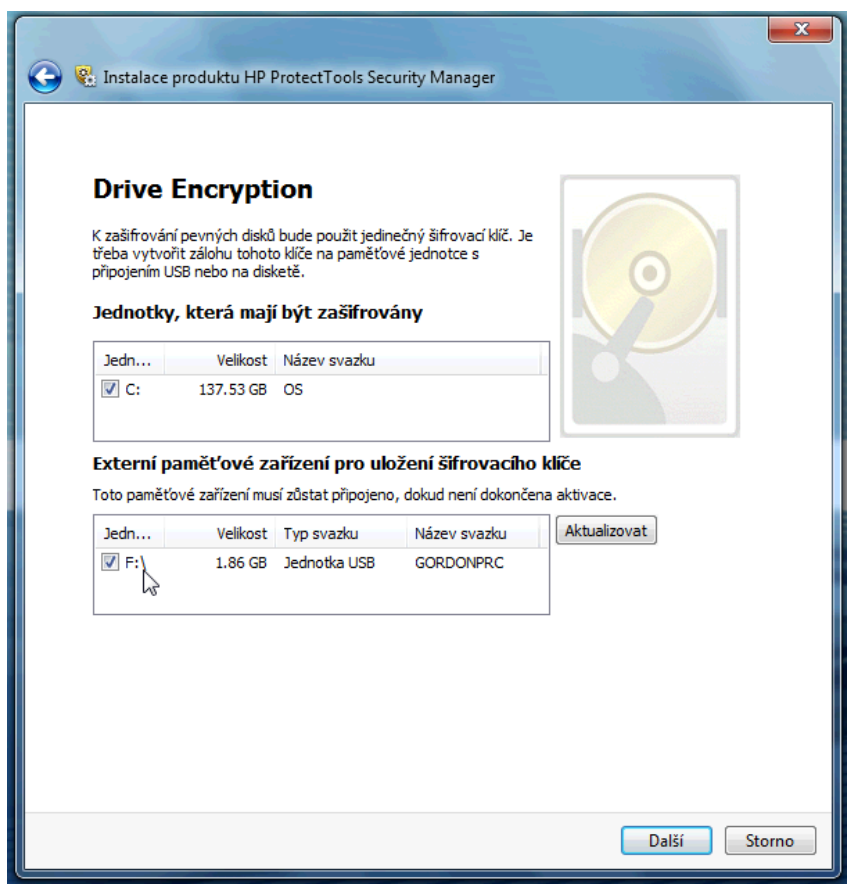 Instalace produktu HP ProtectTools Security Manager
Drive Encryption
K zašifrování pevných disků bude použit jedinečný šifrovací klíč. Je
třeba vytvořit zálohu tohoto klíče na paměťové jednotce s
připojením USB nebo na disketě.
Jednotky, která mají být zašifrovány
Jedn... Velikost Název svazku
C: 137.53 GB OS
Externí paměťové zařízení pro uložení šifrovacího klíče
Toto paměťové zařízení musí zůstat připojeno, dokud není dokončena aktivace.
Jedn... Velikost Typ svazku Název svazku Aktualizovat
F:\ 1.86 GB Jednotka USB GORDONPRC
Další Storno